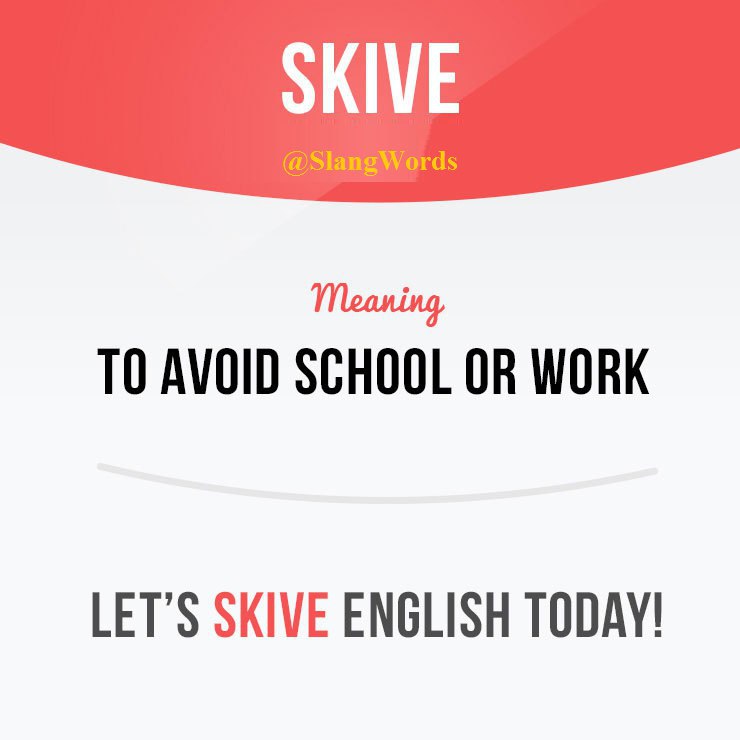 SKIVE
@SlangWords
Meaning
TO AVOID SCHOOL OR WORK
LET'S SKIVE ENGLISH TODAY!